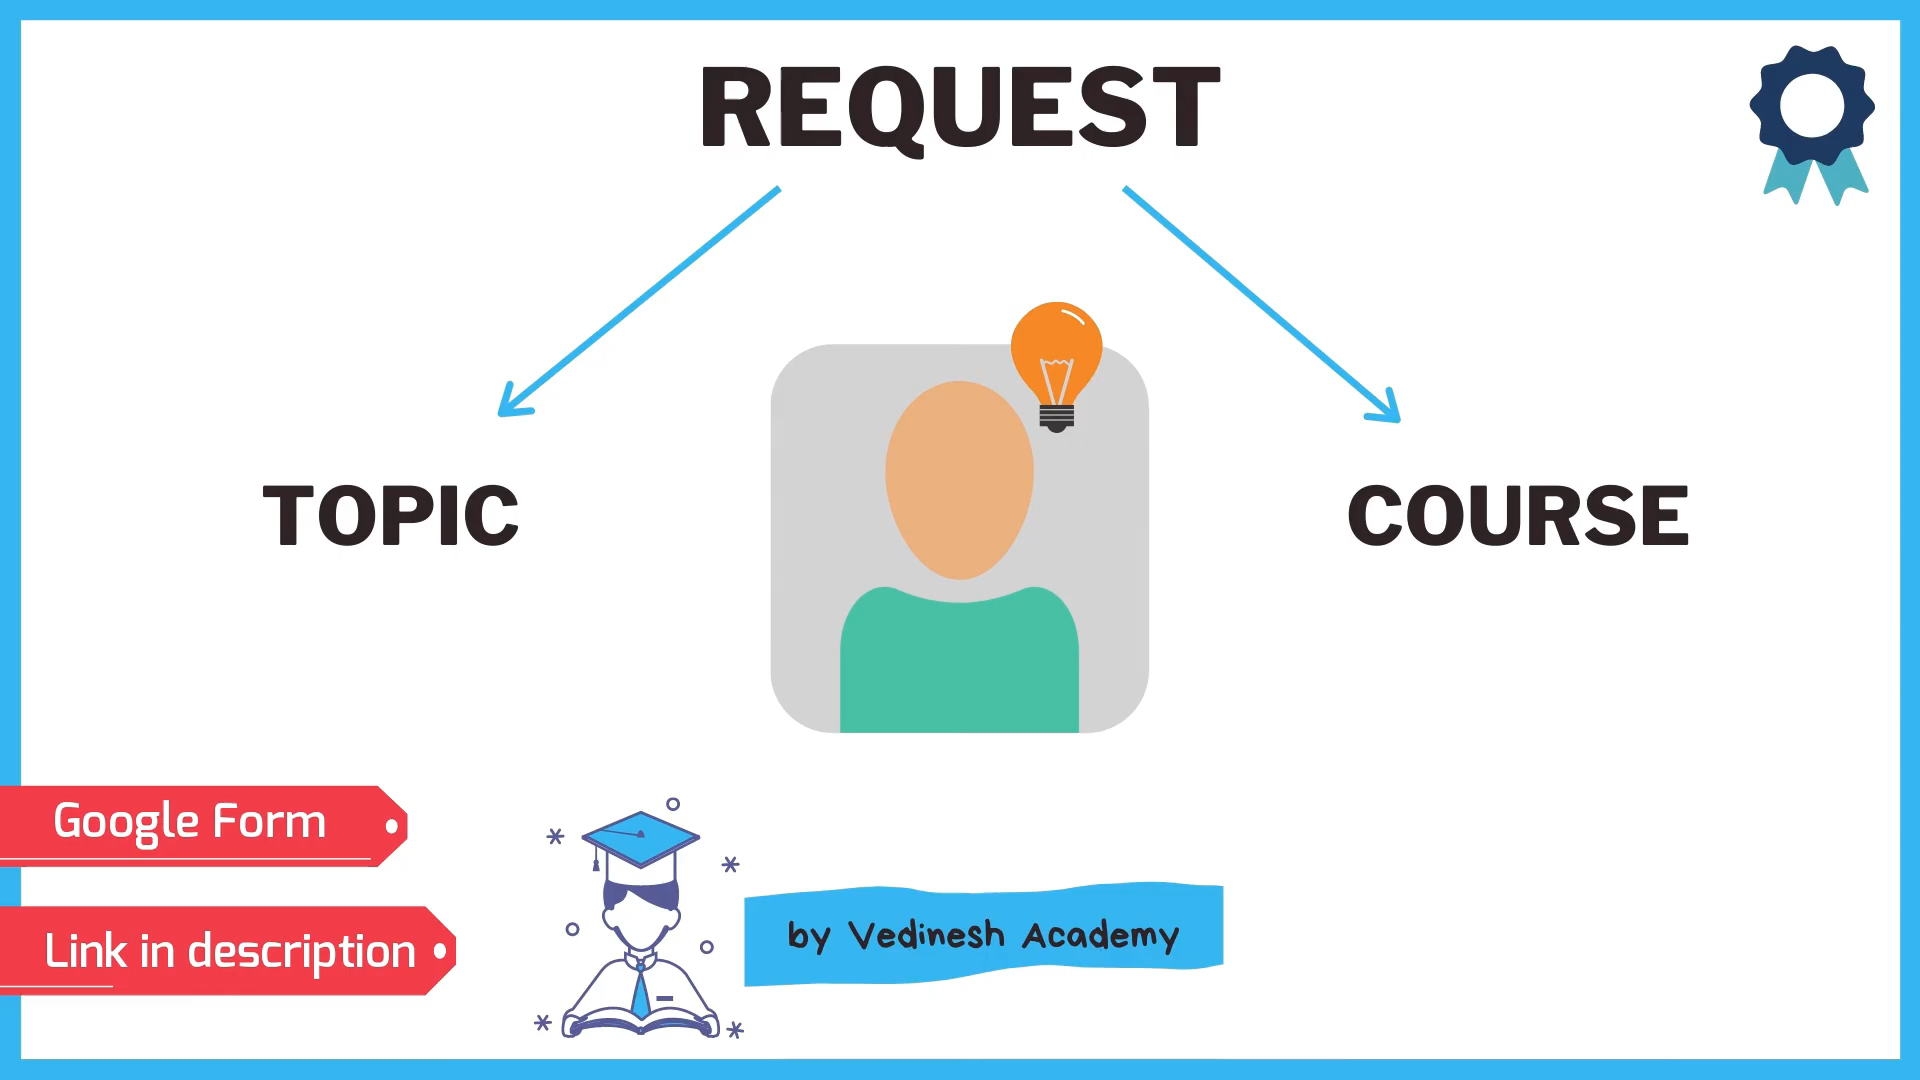 REQUEST
TOPIC
COURSE
Google Form
Link in description
by Vedinesh Academy